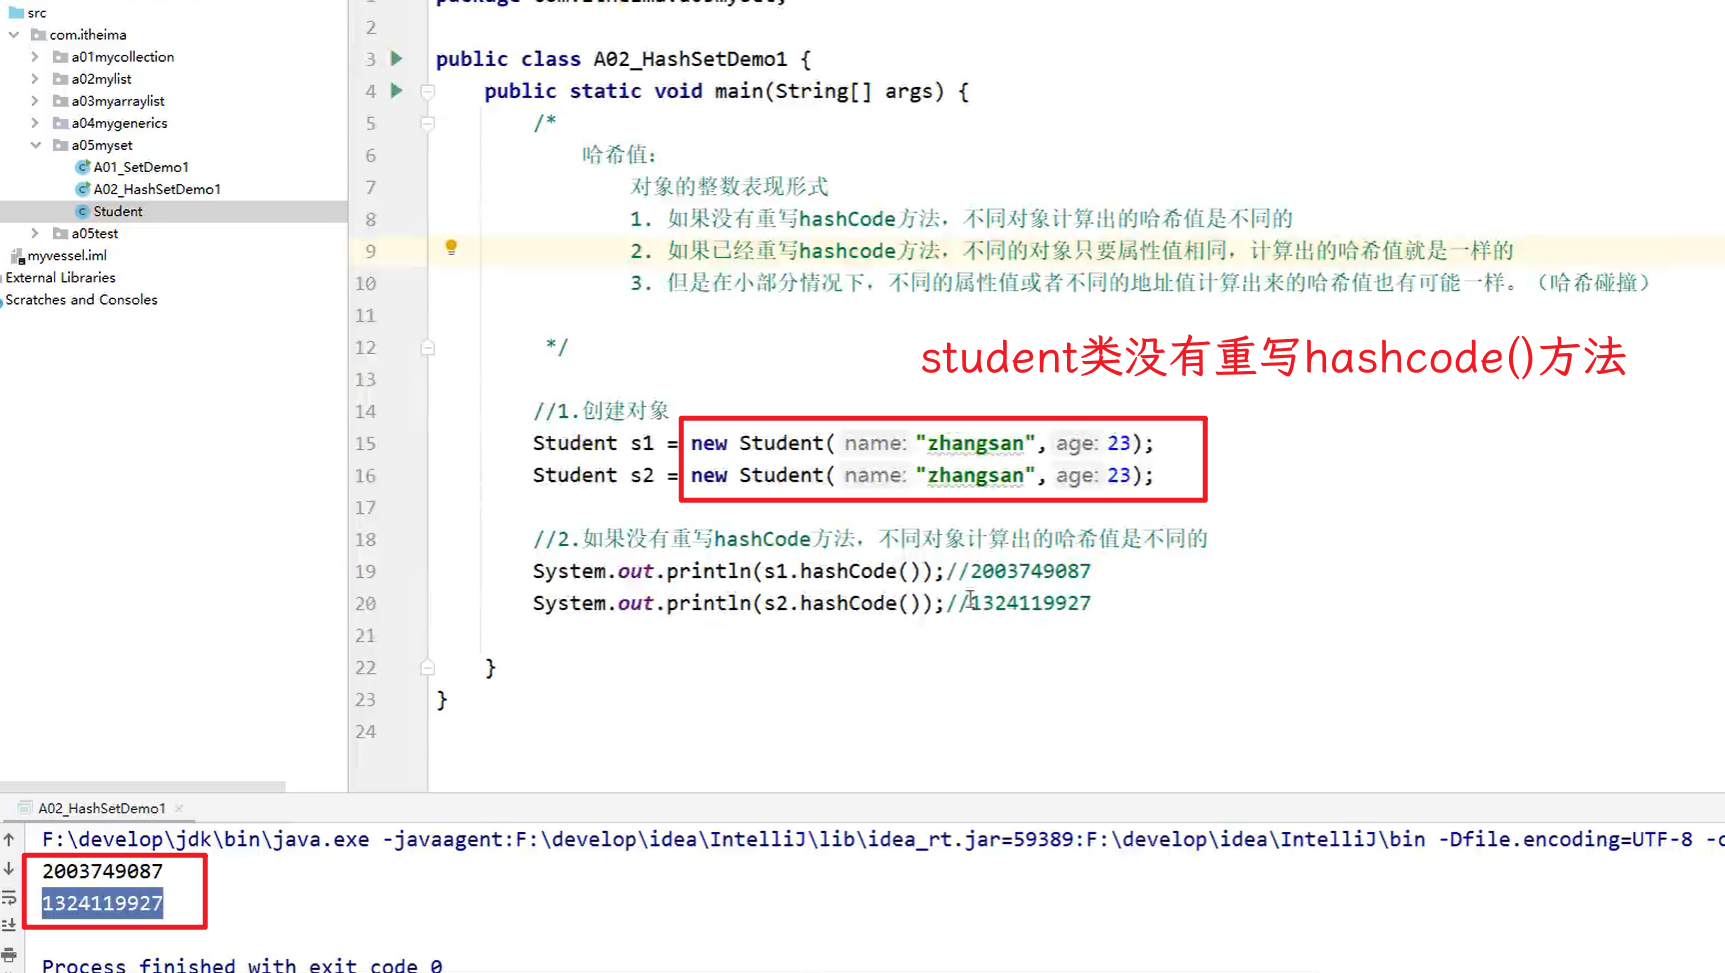 src
com.itheima
a01mycollection
a02mylist
a03myarraylist
a04mygenerics
a05myset
A01_SetDemo1
A02_HashSetDemo1
Student
a05test
myvessel.iml
External Libraries
Scratches and Consoles
2
3 public class A02_HashSetDemo1 {
4 public static void main(String[] args) {
5 /*
6 哈希值：
7 对象的整数表现形式
8 1. 如果没有重写hashCode方法，不同对象计算出的哈希值是不同的
9 2. 如果已经重写hashcode方法，不同的对象只要属性值相同，计算出的哈希值就是一样的
10 3. 但是在小部分情况下，不同的属性值或者不同的地址值计算出来的哈希值也有可能一样。（哈希碰撞）
11
12 */
student类没有重写hashcode()方法
13
14 //1.创建对象
15 Student s1 = new Student( name: "zhangsan", age: 23);
16 Student s2 = new Student( name: "zhangsan", age: 23);
17
18 //2.如果没有重写hashCode方法，不同对象计算出的哈希值是不同的
19 System.out.println(s1.hashCode());//2003749087
20 System.out.println(s2.hashCode());//1324119927
21
22 }
23 }
24
A02_HashSetDemo1
F:\develop\jdk\bin\java.exe -javaagent:F:\develop\idea\IntelliJ\lib\idea_rt.jar=59389:F:\develop\idea\IntelliJ\bin -Dfile.encoding=UTF-8
2003749087
1324119927
Process finished with exit code 0